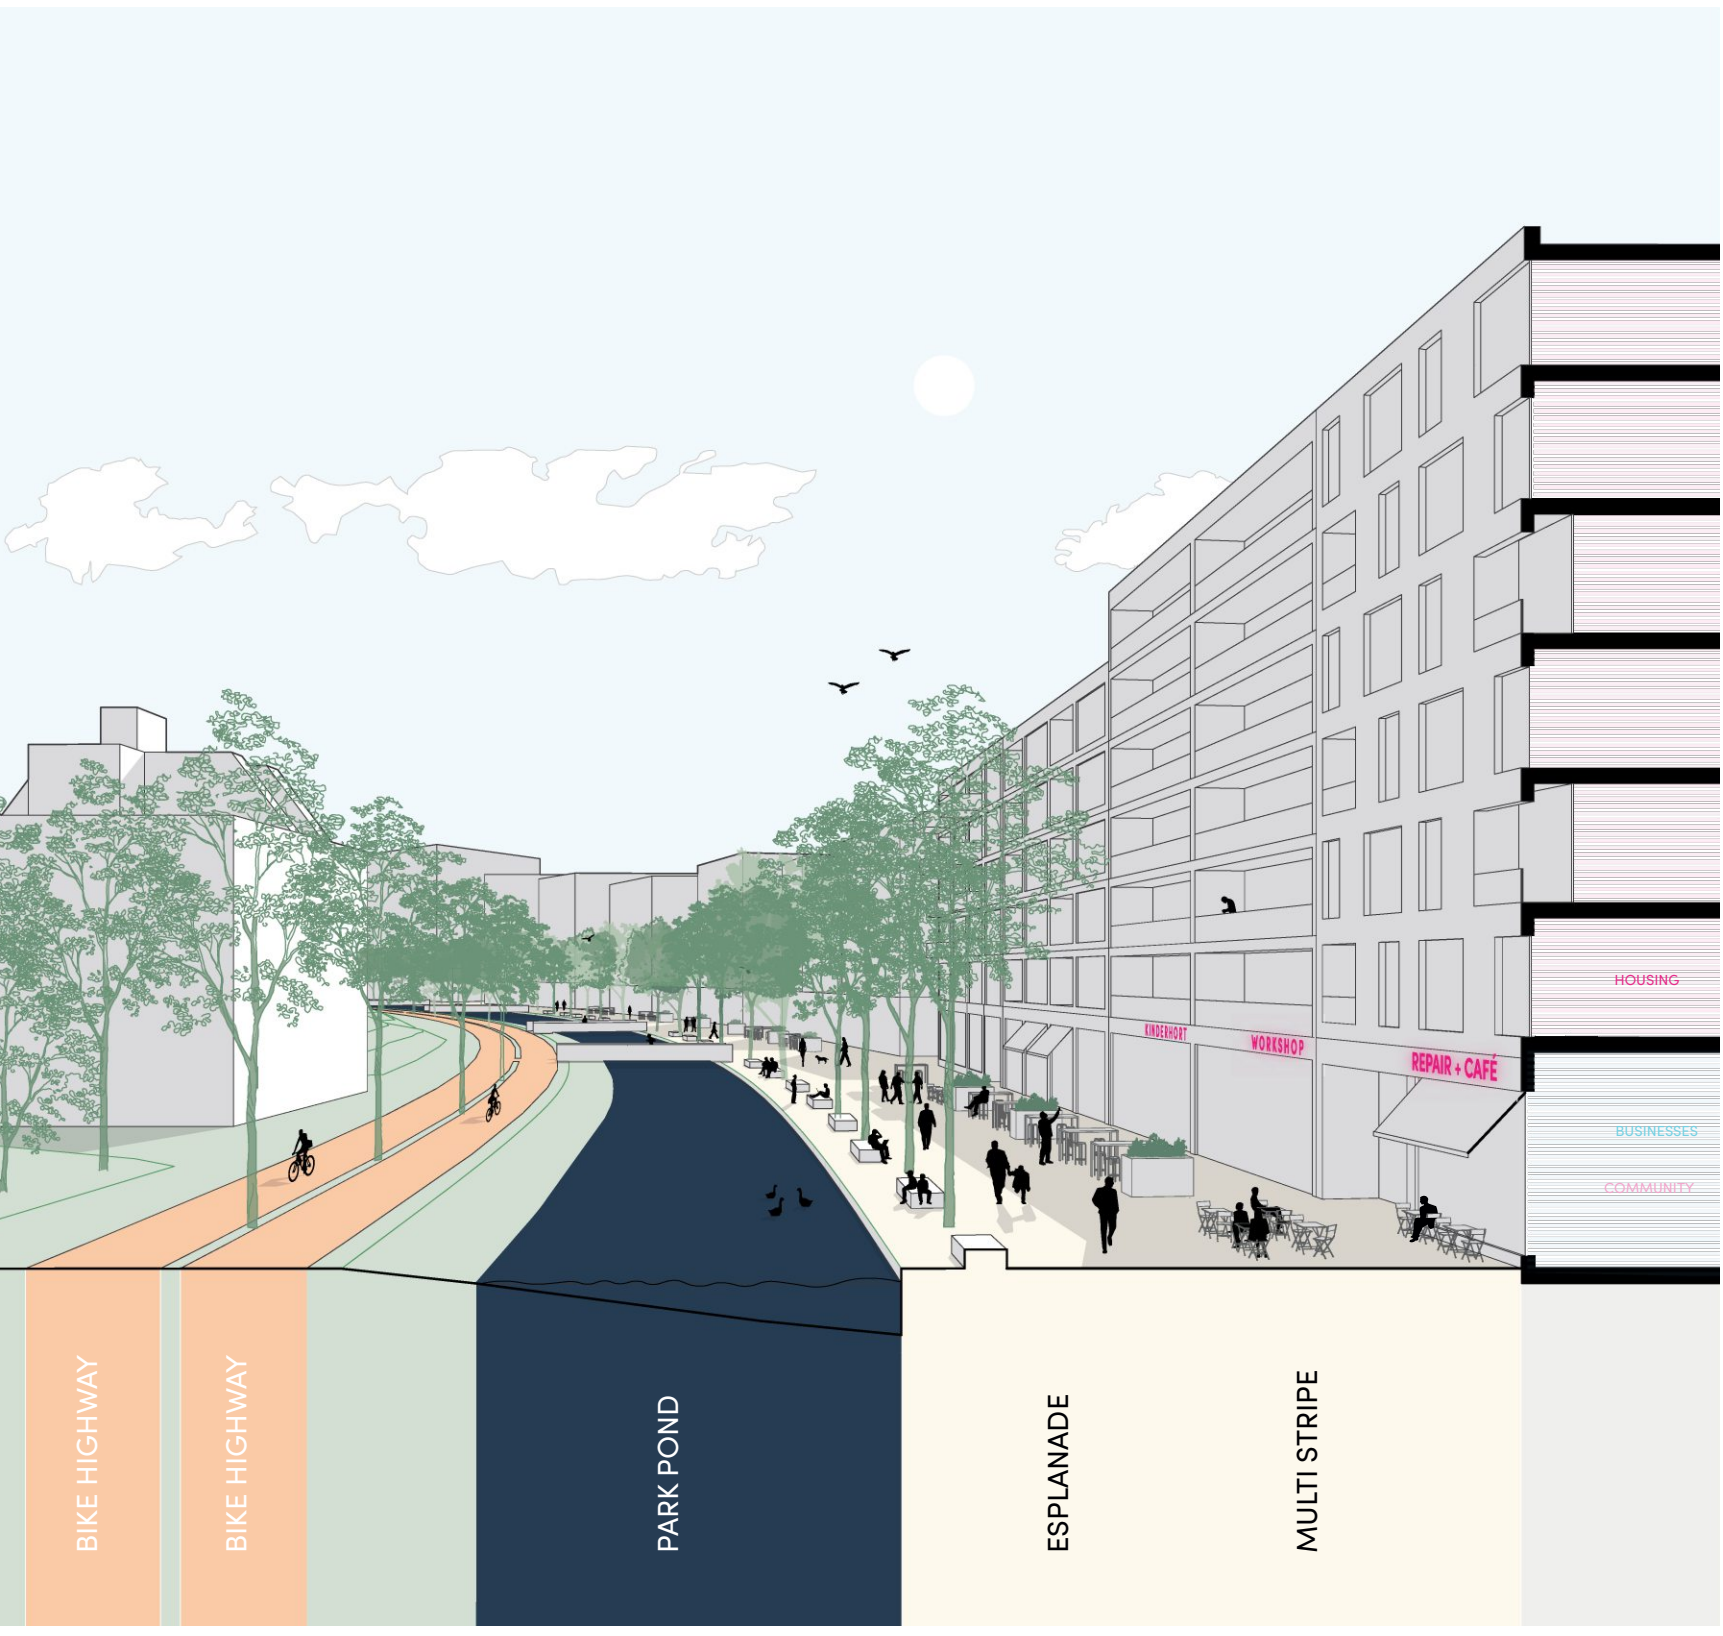 KINDERHORT
WORKSHOP
REPAIR + CAFÉ
HOUSING
BUSINESSES
COMMUNITY
BIKE HIGHWAY
BIKE HIGHWAY
PARK POND
ESPLANADE
MULTI STRIPE